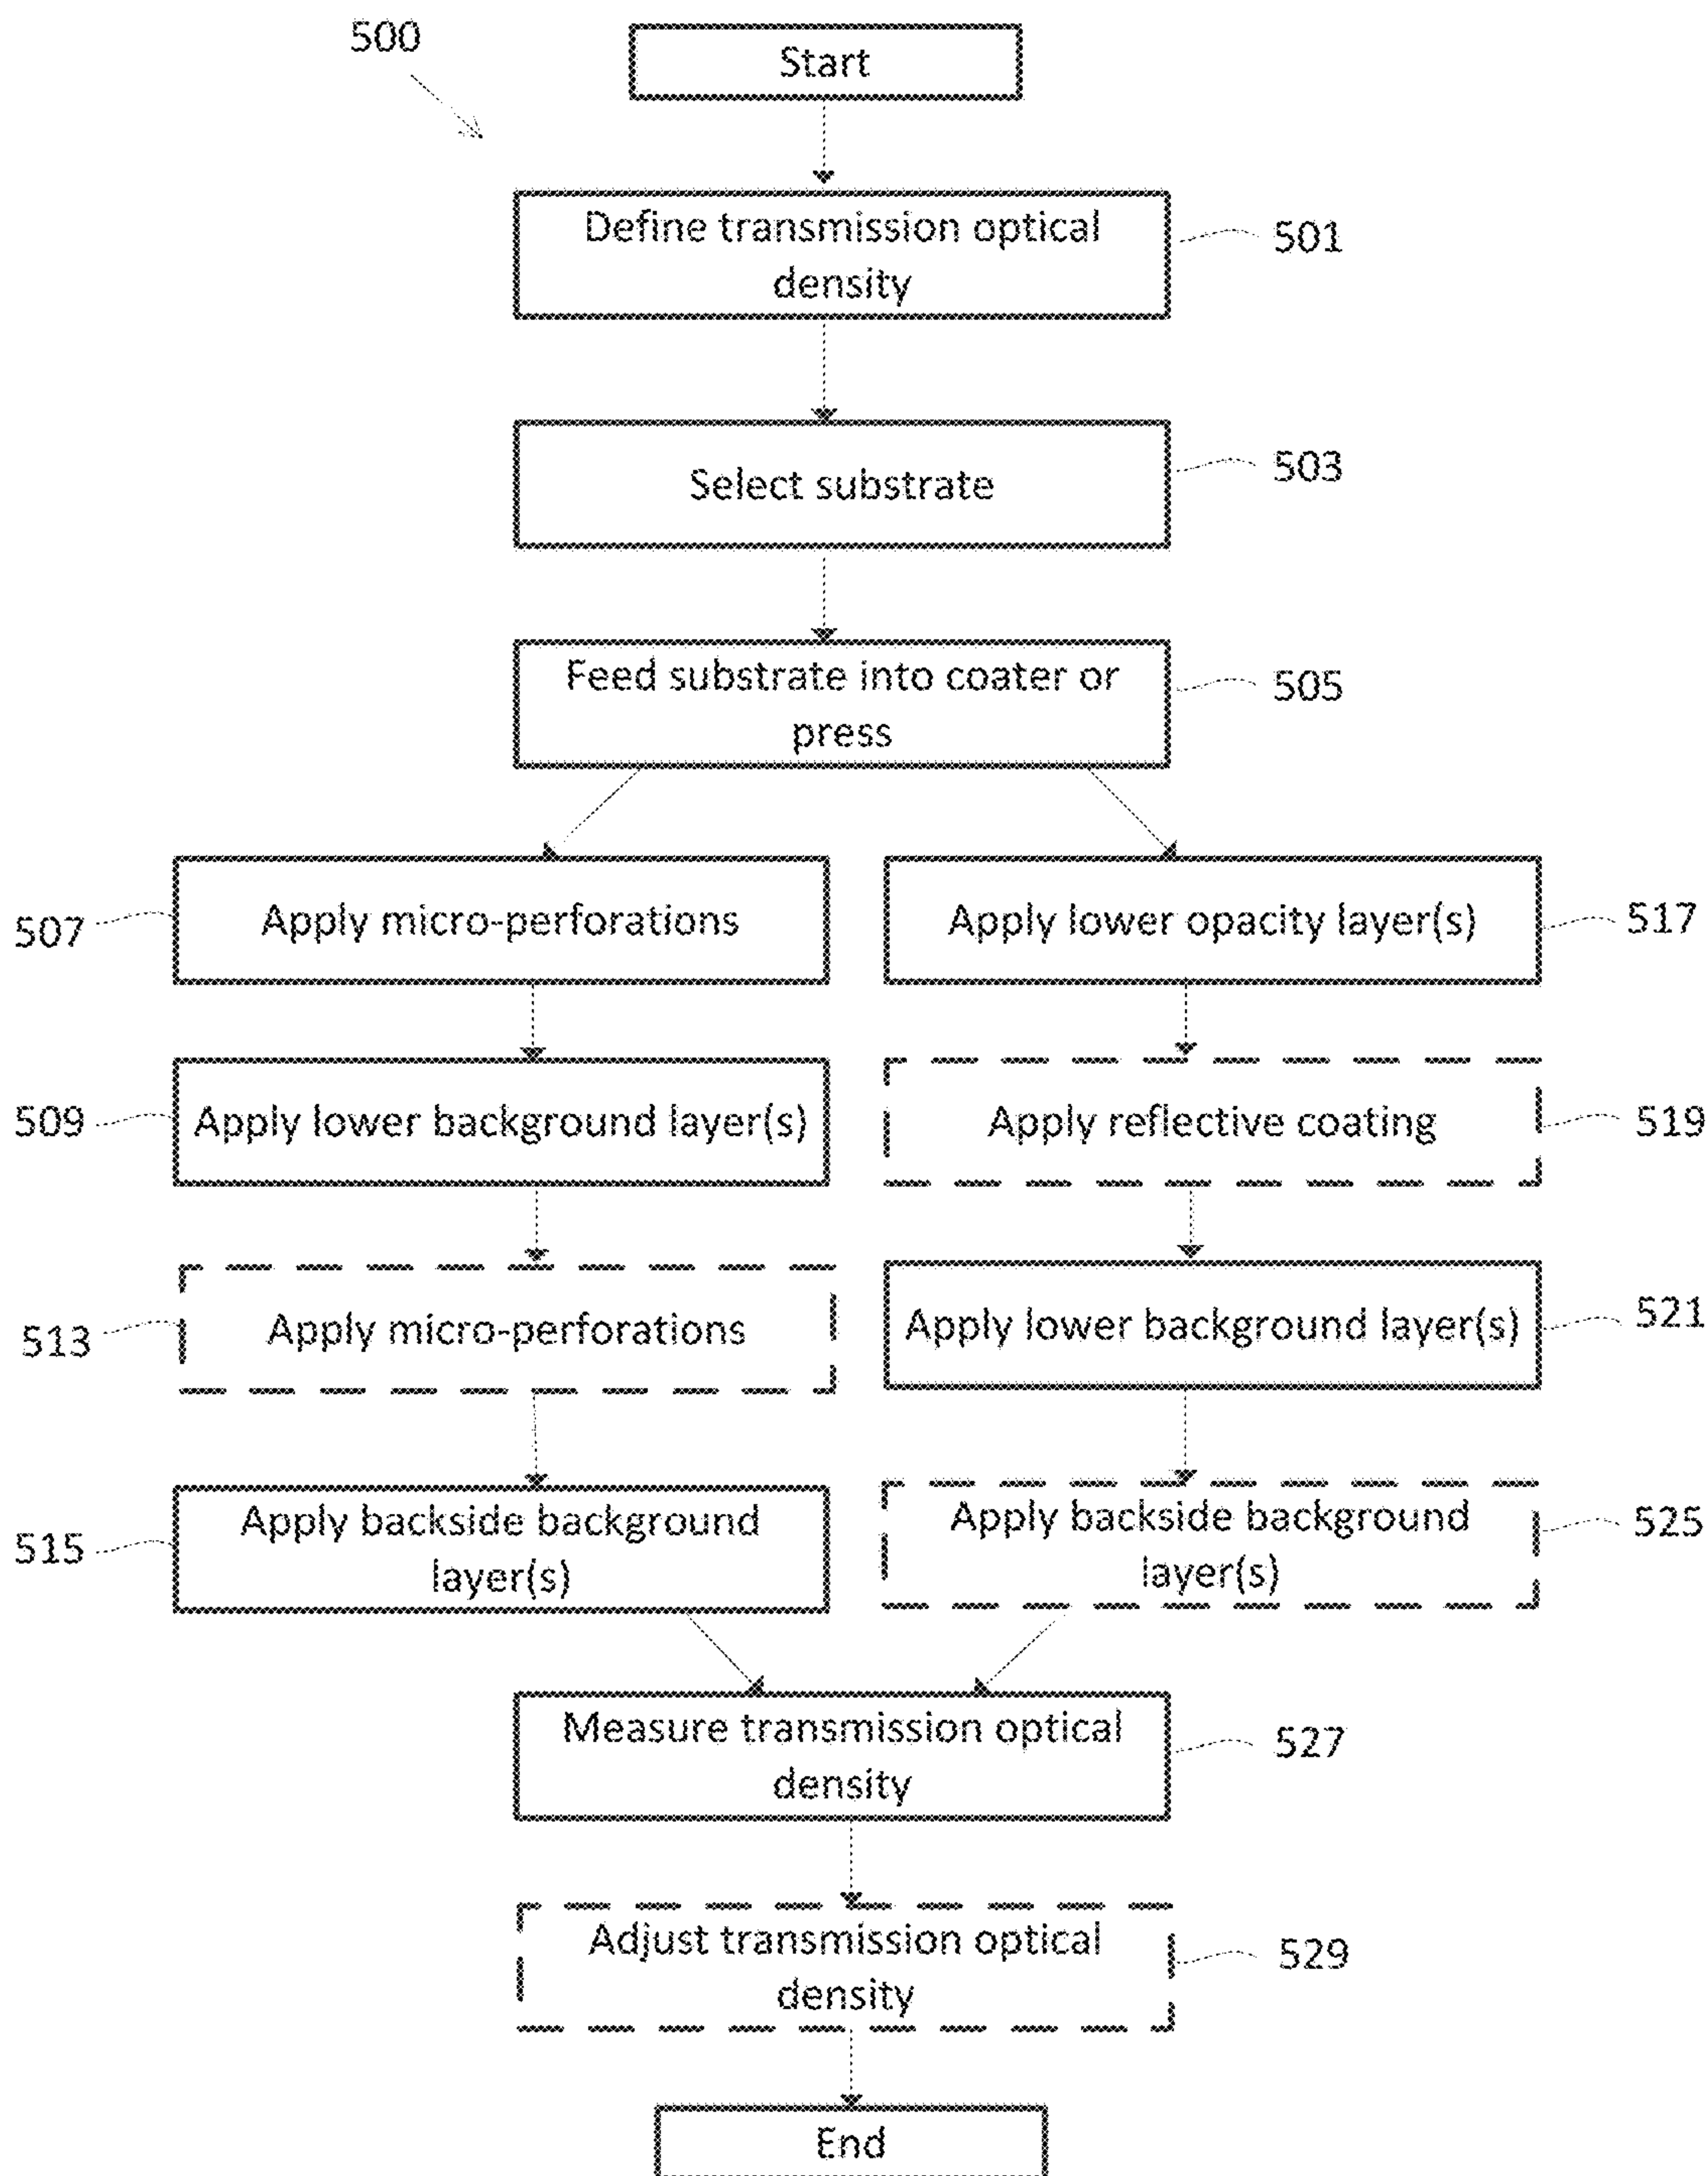 500
Start
Define transmission optical
density
501
Select substrate
503
Feed substrate into coater or
press
505
507
Apply micro-perforations
Apply lower opacity layer(s)
517
509
Apply lower background layer(s)
Apply reflective coating
519
513
Apply micro-perforations
Apply lower background layer(s)
521
515
Apply backside background
layer(s)
Apply backside background
layer(s)
525
Measure transmission optical
density
527
Adjust transmission optical
density
529
End